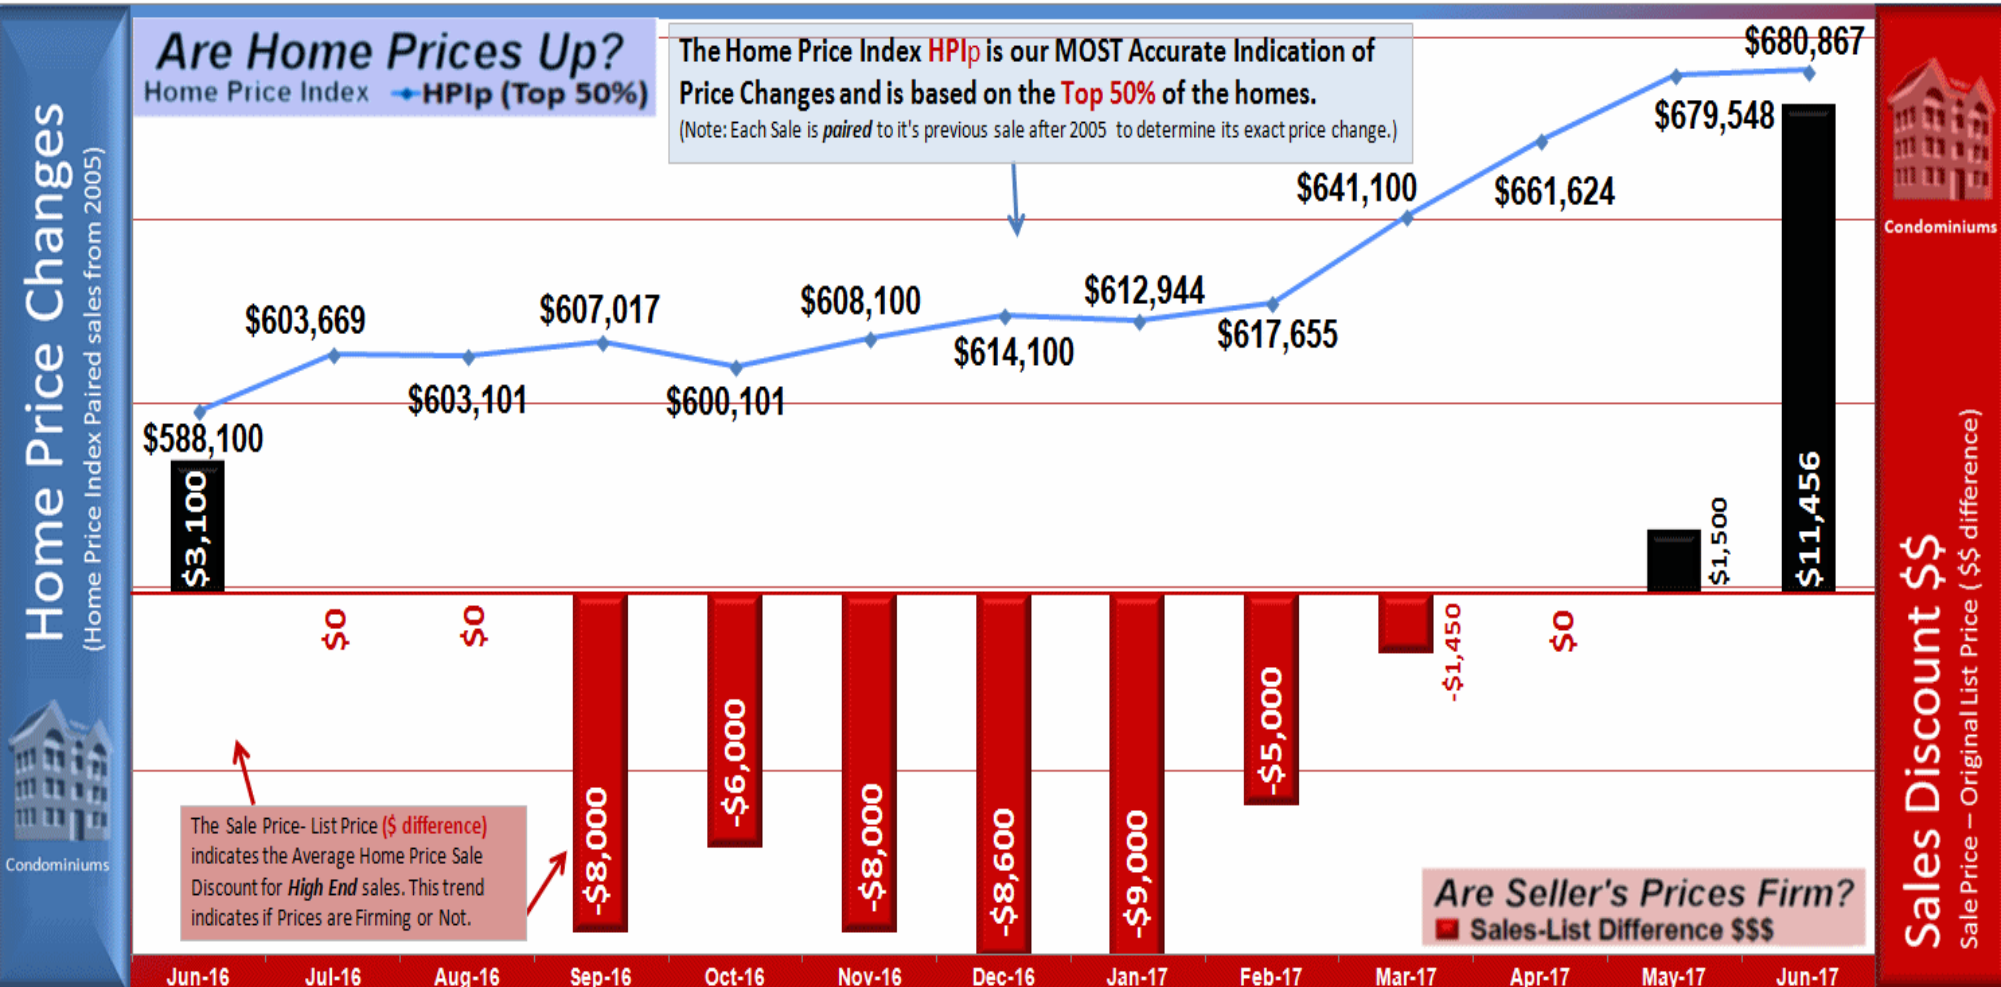 Are Home Prices Up?
Home Price Index HPIp (Top 50%)
The Home Price Index HPIp is our MOST Accurate Indication of
Price Changes and is based on the Top 50% of the homes.
(Note: Each Sale is paired to it's previous sale after 2005 to determine its exact price change.)
Home Price Changes
(Home Price Index Paired sales from 2005)
Condominiums
Condominiums
Sales Discount $$
Sale Price – Original List Price ( $$ difference)
$588,100
$603,669
$603,101
$607,017
$600,101
$608,100
$614,100
$612,944
$617,655
$641,100
$661,624
$679,548
$680,867
$3,100
$0
$0
-$8,000
-$6,000
-$8,000
-$8,600
-$9,000
-$5,000
-$1,450
$0
$1,500
$11,456
The Sale Price- List Price ($ difference)
indicates the Average Home Price Sale
Discount for High End sales. This trend
indicates if Prices are Firming or Not.
Are Seller's Prices Firm?
Sales-List Difference $$$
Jun-16 Jul-16 Aug-16 Sep-16 Oct-16 Nov-16 Dec-16 Jan-17 Feb-17 Mar-17 Apr-17 May-17 Jun-17